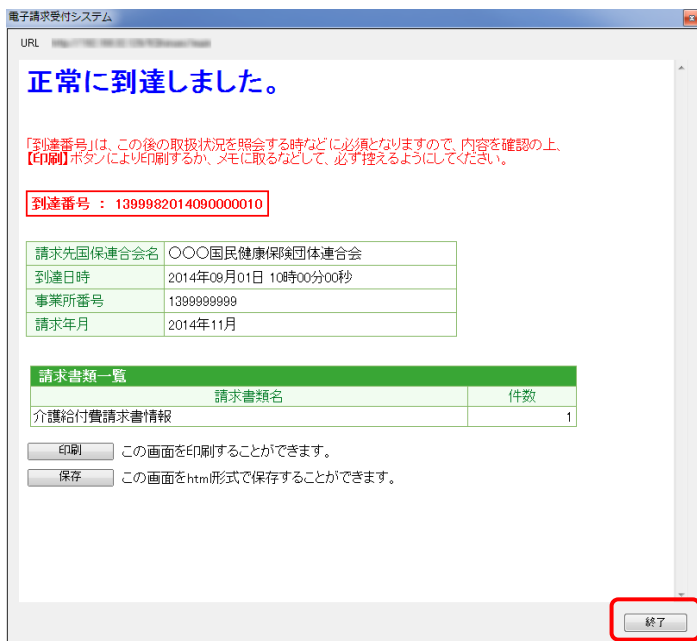 電子請求受付システム
URL
正常に到達しました。
「到達番号」は、この後の取扱状況を照会する時などに必須となりますので、内容を確認の上、
【印刷】ボタンにより印刷するか、メモに取るなどして、必ず控えるようにしてください。
到達番号 ： 1399982014090000010
請求先国保連合会名 〇〇〇国民健康保険団体連合会
到達日時 2014年09月01日 10時00分00秒
事業所番号 1399999999
請求年月 2014年11月
請求書類一覧
請求書類名 件数
介護給付費請求書情報 1
印刷 この画面を印刷することができます。
保存 この画面をhtml形式で保存することができます。
終了